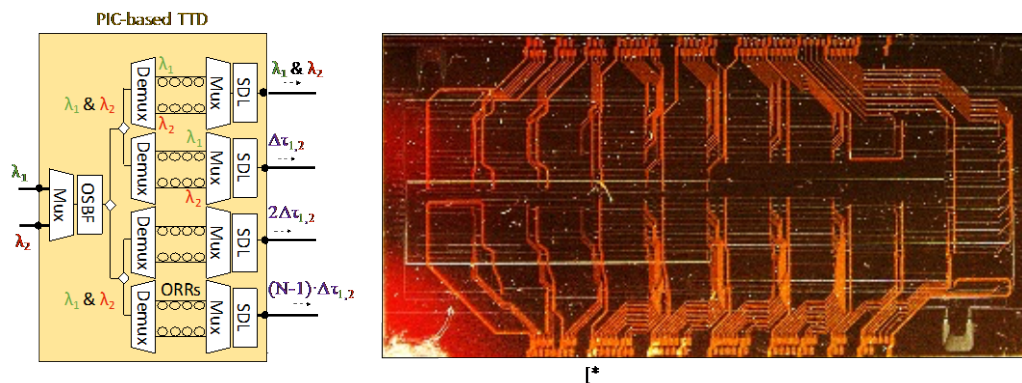 PIC-based TTD
λ₁ & λ₂
Δτ₁,₂
2Δτ₁,₂
(N−1)·Δτ₁,₂
λ₁
λ₂
Mux
OSBF
λ₁ & λ₂
λ₁ & λ₂
Demux
λ₁
λ₂
Mux
SDL
Demux
λ₁
λ₂
Mux
SDL
Demux
Mux
SDL
Demux
ORRs
Mux
SDL
[*